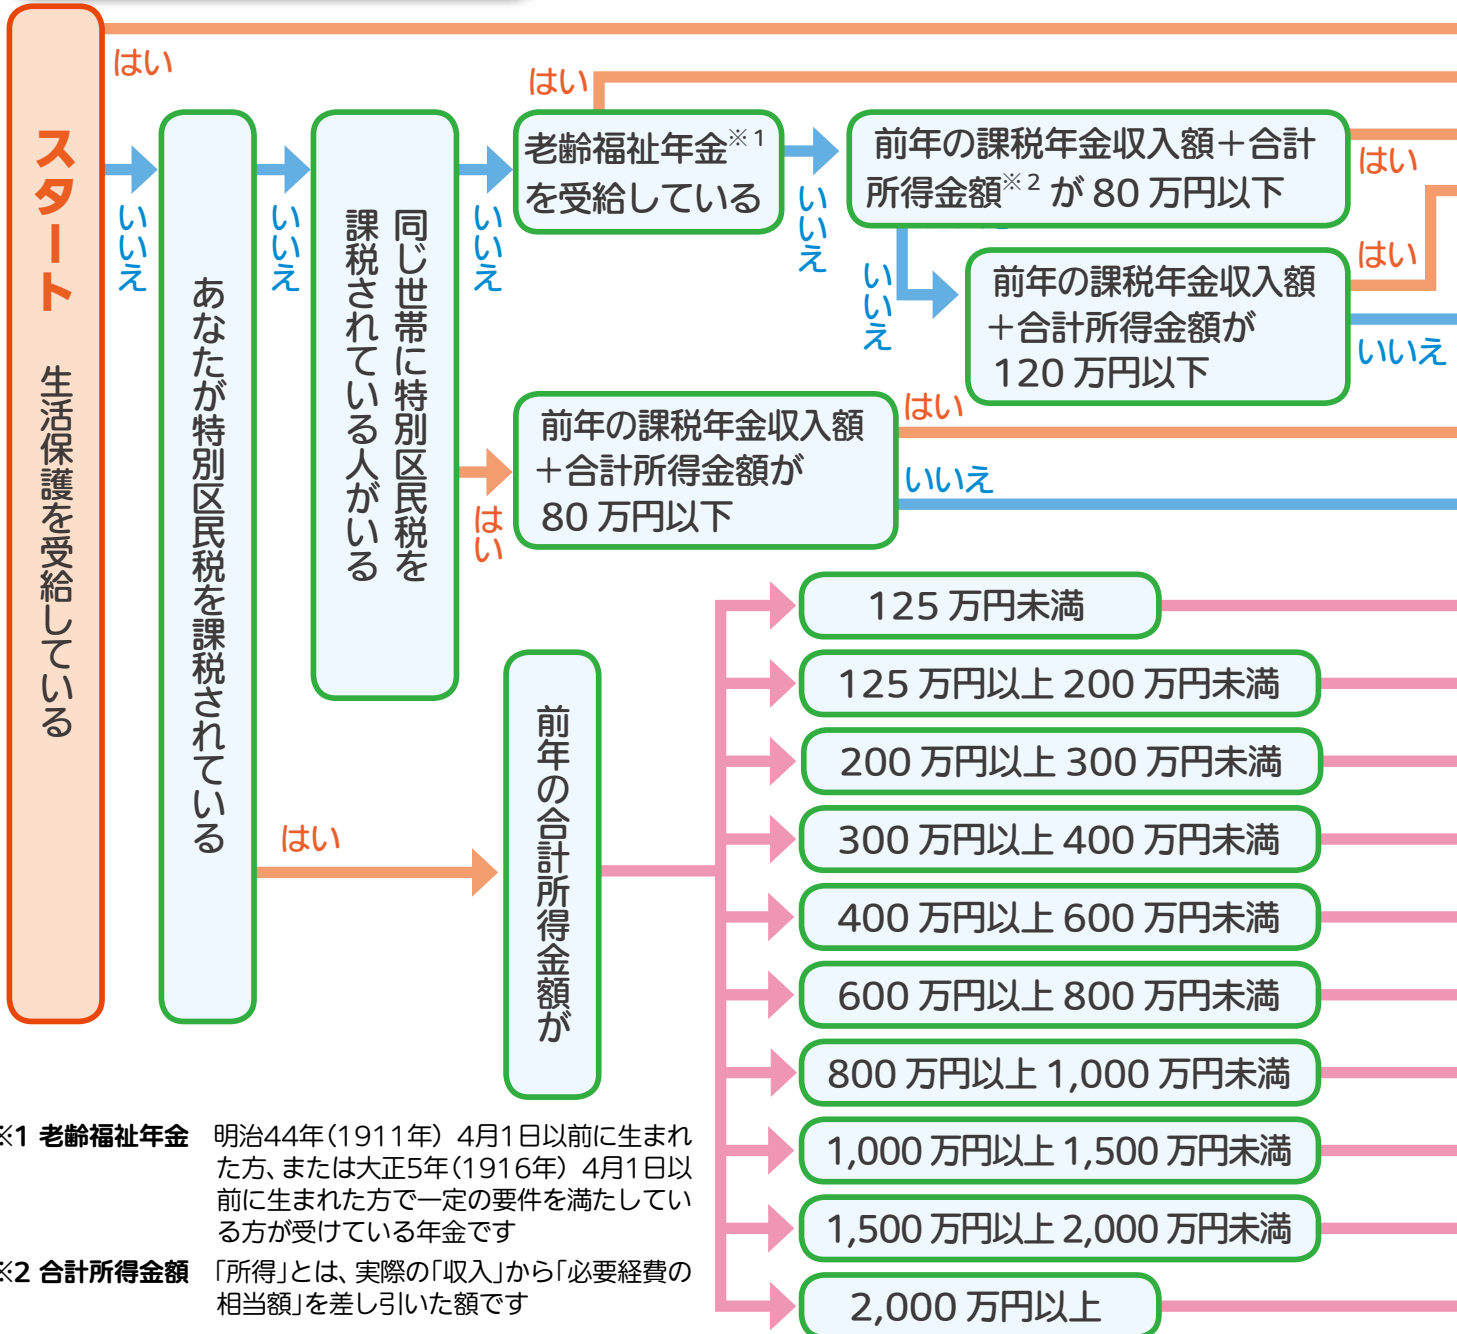 スタート 生活保護を受給している
はい
いいえ
あなたが特別区民税を課税されている
いいえ
はい
同じ世帯に特別区民税を
課税されている人がいる
いいえ
はい
はい
老齢福祉年金※1
を受給している
いいえ
前年の課税年金収入額＋合計
所得金額※2 が 80 万円以下
はい
いいえ
前年の課税年金収入額
＋合計所得金額が
120 万円以下
はい
いいえ
前年の課税年金収入額
＋合計所得金額が
80 万円以下
はい
いいえ
前年の合計所得金額が
125 万円未満
125 万円以上 200 万円未満
200 万円以上 300 万円未満
300 万円以上 400 万円未満
400 万円以上 600 万円未満
600 万円以上 800 万円未満
800 万円以上 1,000 万円未満
1,000 万円以上 1,500 万円未満
1,500 万円以上 2,000 万円未満
2,000 万円以上
※1 老齢福祉年金 明治44年（1911年）4月1日以前に生まれ
た方、または大正5年（1916年）4月1日以
前に生まれた方で一定の要件を満たしてい
る方が受けている年金です
※2 合計所得金額 「所得」とは、実際の「収入」から「必要経費の
相当額」を差し引いた額です